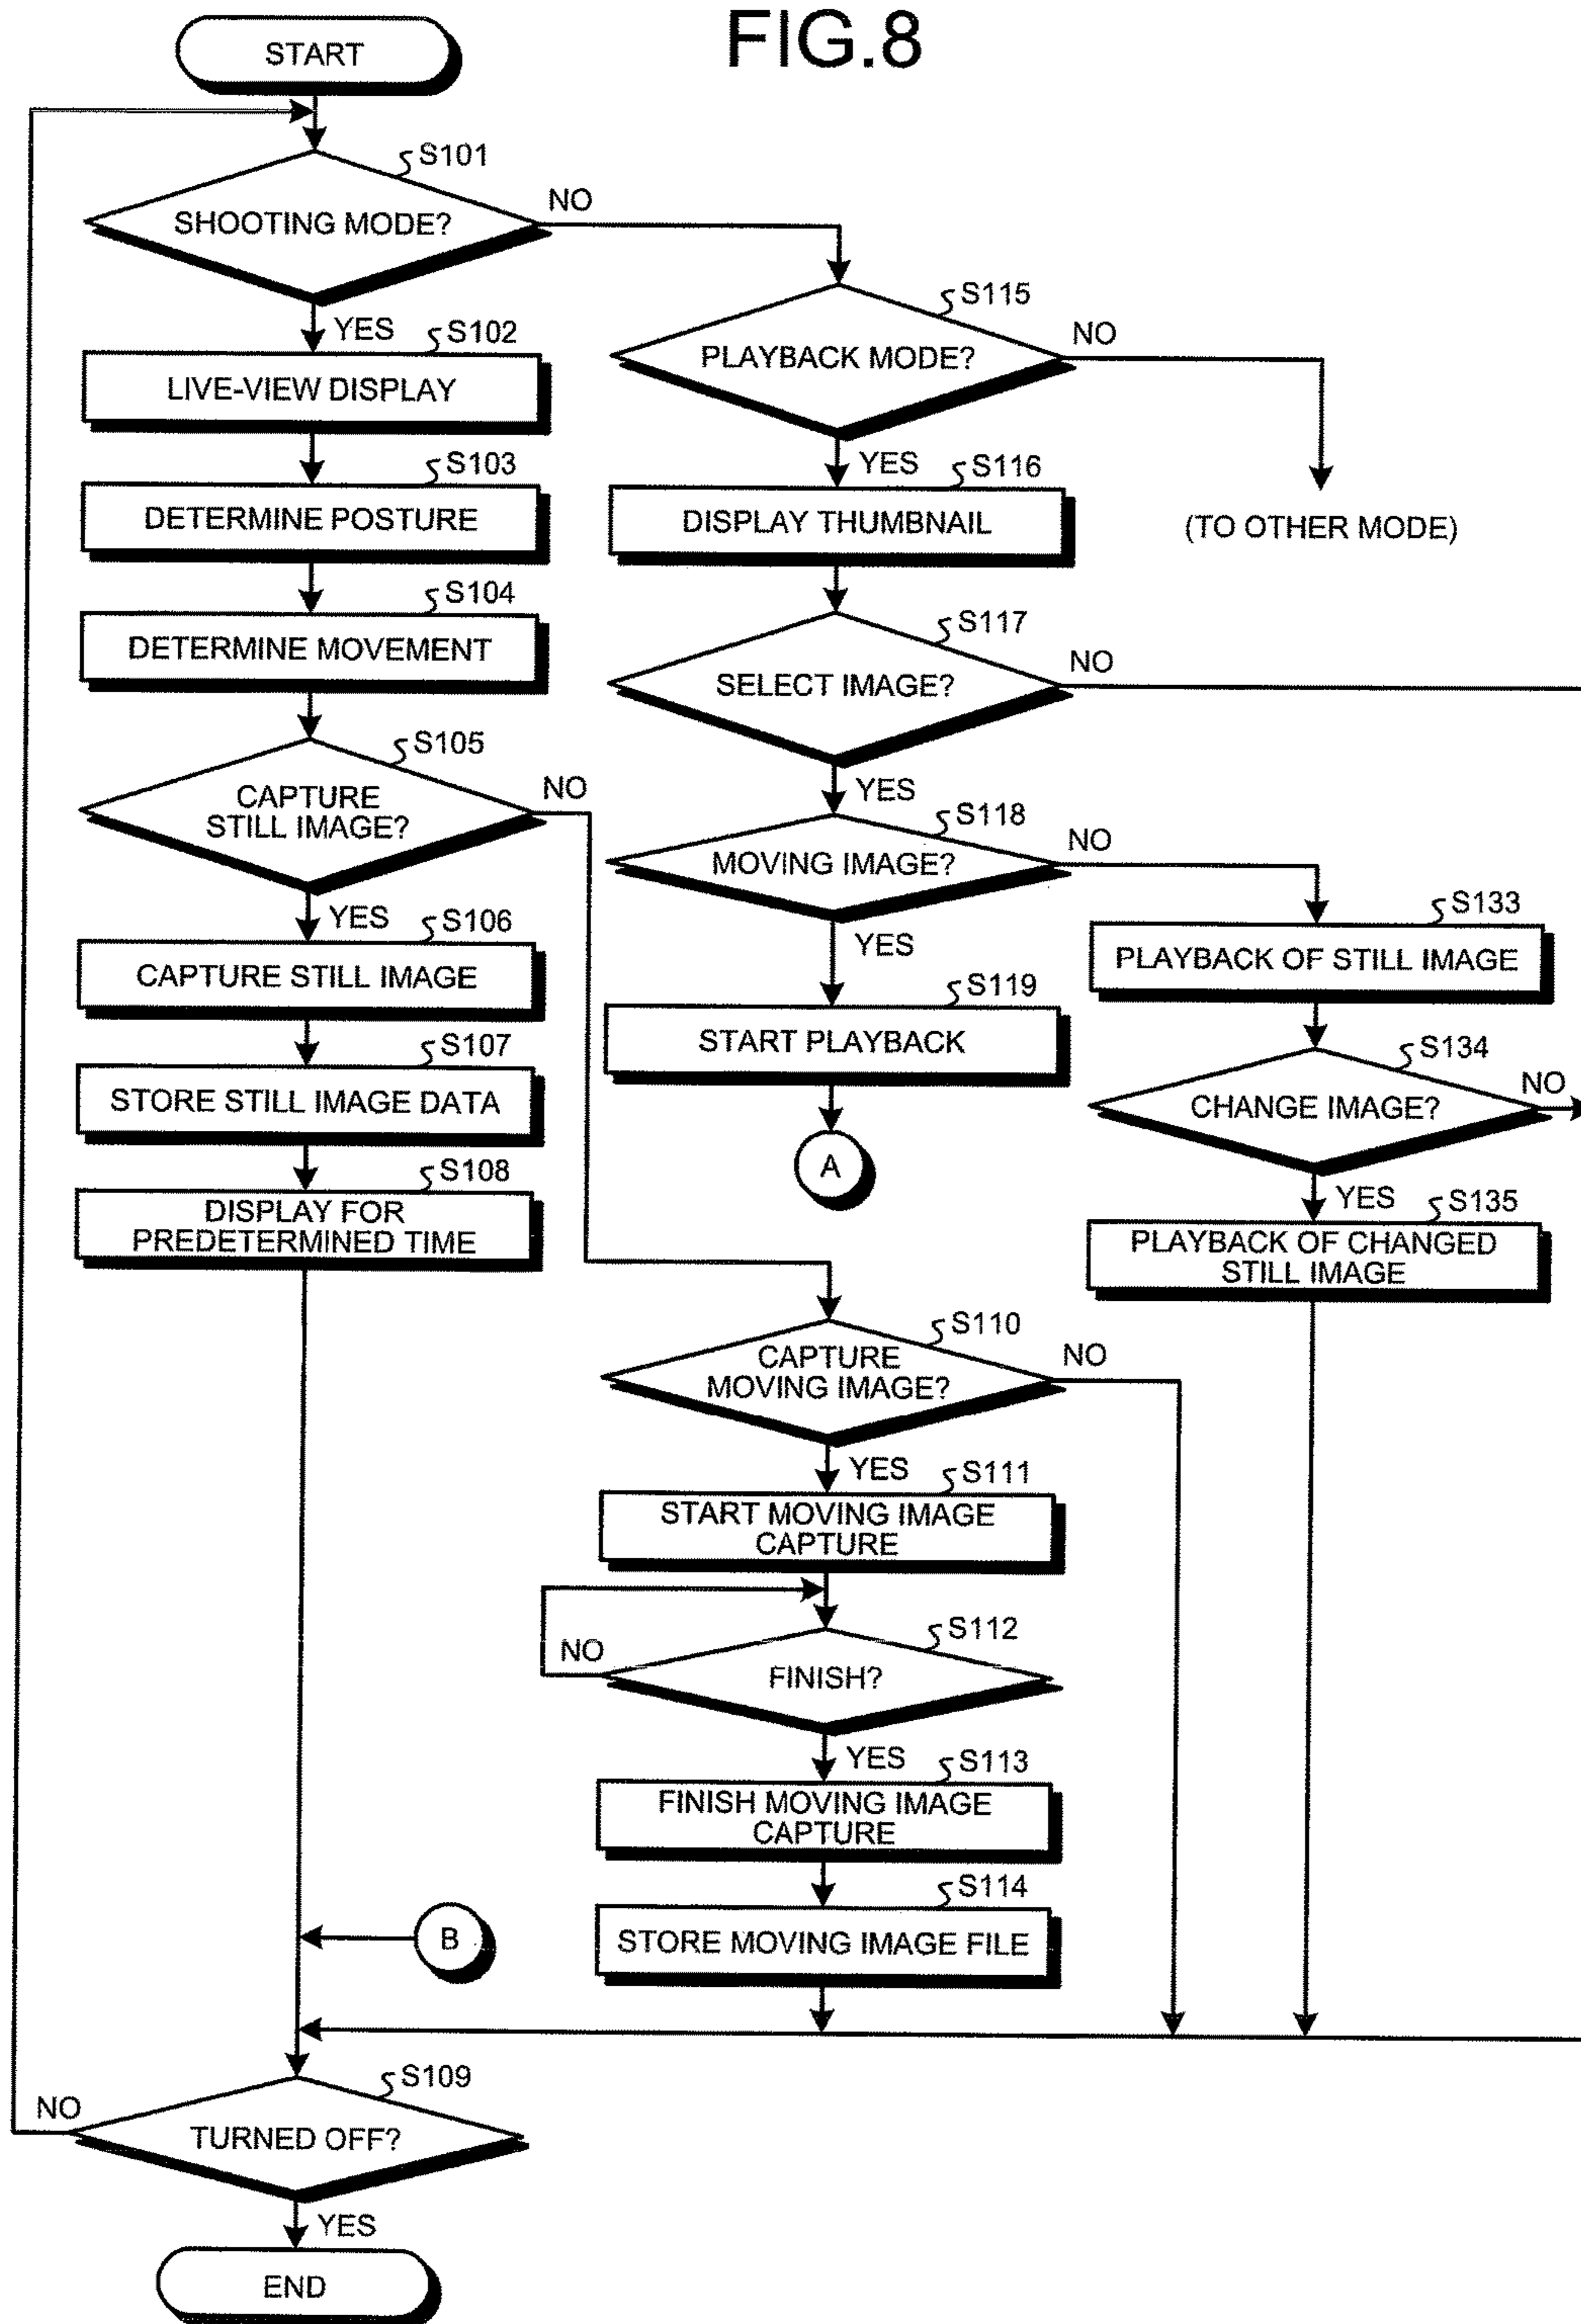 FIG.8
START
S101
SHOOTING MODE?
NO
YES
S102
LIVE-VIEW DISPLAY
S103
DETERMINE POSTURE
S104
DETERMINE MOVEMENT
S105
CAPTURE
STILL IMAGE?
NO
YES
S106
CAPTURE STILL IMAGE
S107
STORE STILL IMAGE DATA
S108
DISPLAY FOR
PREDETERMINED TIME
S115
PLAYBACK MODE?
NO
(TO OTHER MODE)
YES
S116
DISPLAY THUMBNAIL
S117
SELECT IMAGE?
NO
YES
S118
MOVING IMAGE?
NO
YES
S119
START PLAYBACK
A
S133
PLAYBACK OF STILL IMAGE
S134
CHANGE IMAGE?
NO
YES
S135
PLAYBACK OF CHANGED
STILL IMAGE
S110
CAPTURE
MOVING IMAGE?
NO
YES
S111
START MOVING IMAGE
CAPTURE
S112
NO
FINISH?
YES
S113
FINISH MOVING IMAGE
CAPTURE
S114
STORE MOVING IMAGE FILE
B
S109
NO
TURNED OFF?
YES
END